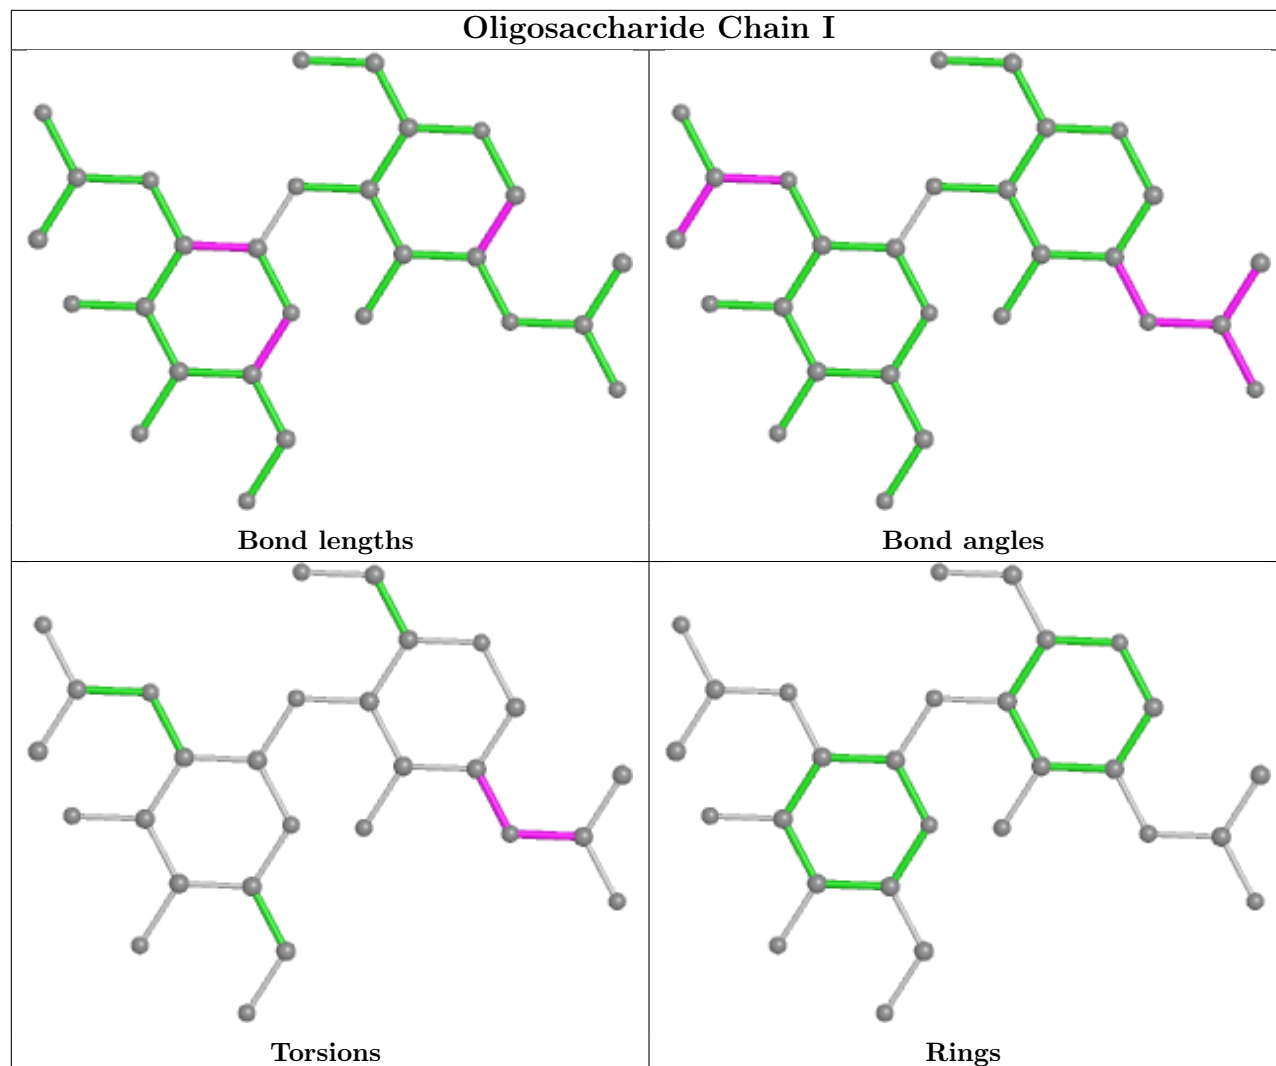 Oligosaccharide Chain I
Bond lengths
Bond angles
Torsions
Rings